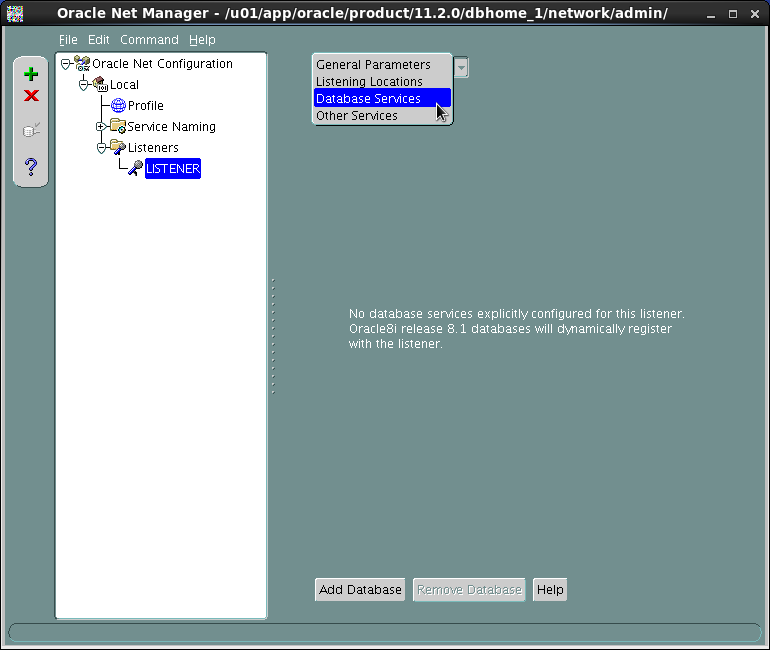 Oracle Net Manager - /u01/app/oracle/product/11.2.0/dbhome_1/network/admin/
File Edit Command Help
Oracle Net Configuration
Local
Profile
Service Naming
Listeners
LISTENER
General Parameters
Listening Locations
Database Services
Other Services
No database services explicitly configured for this listener.
Oracle8i release 8.1 databases will dynamically register
with the listener.
Add Database Remove Database Help